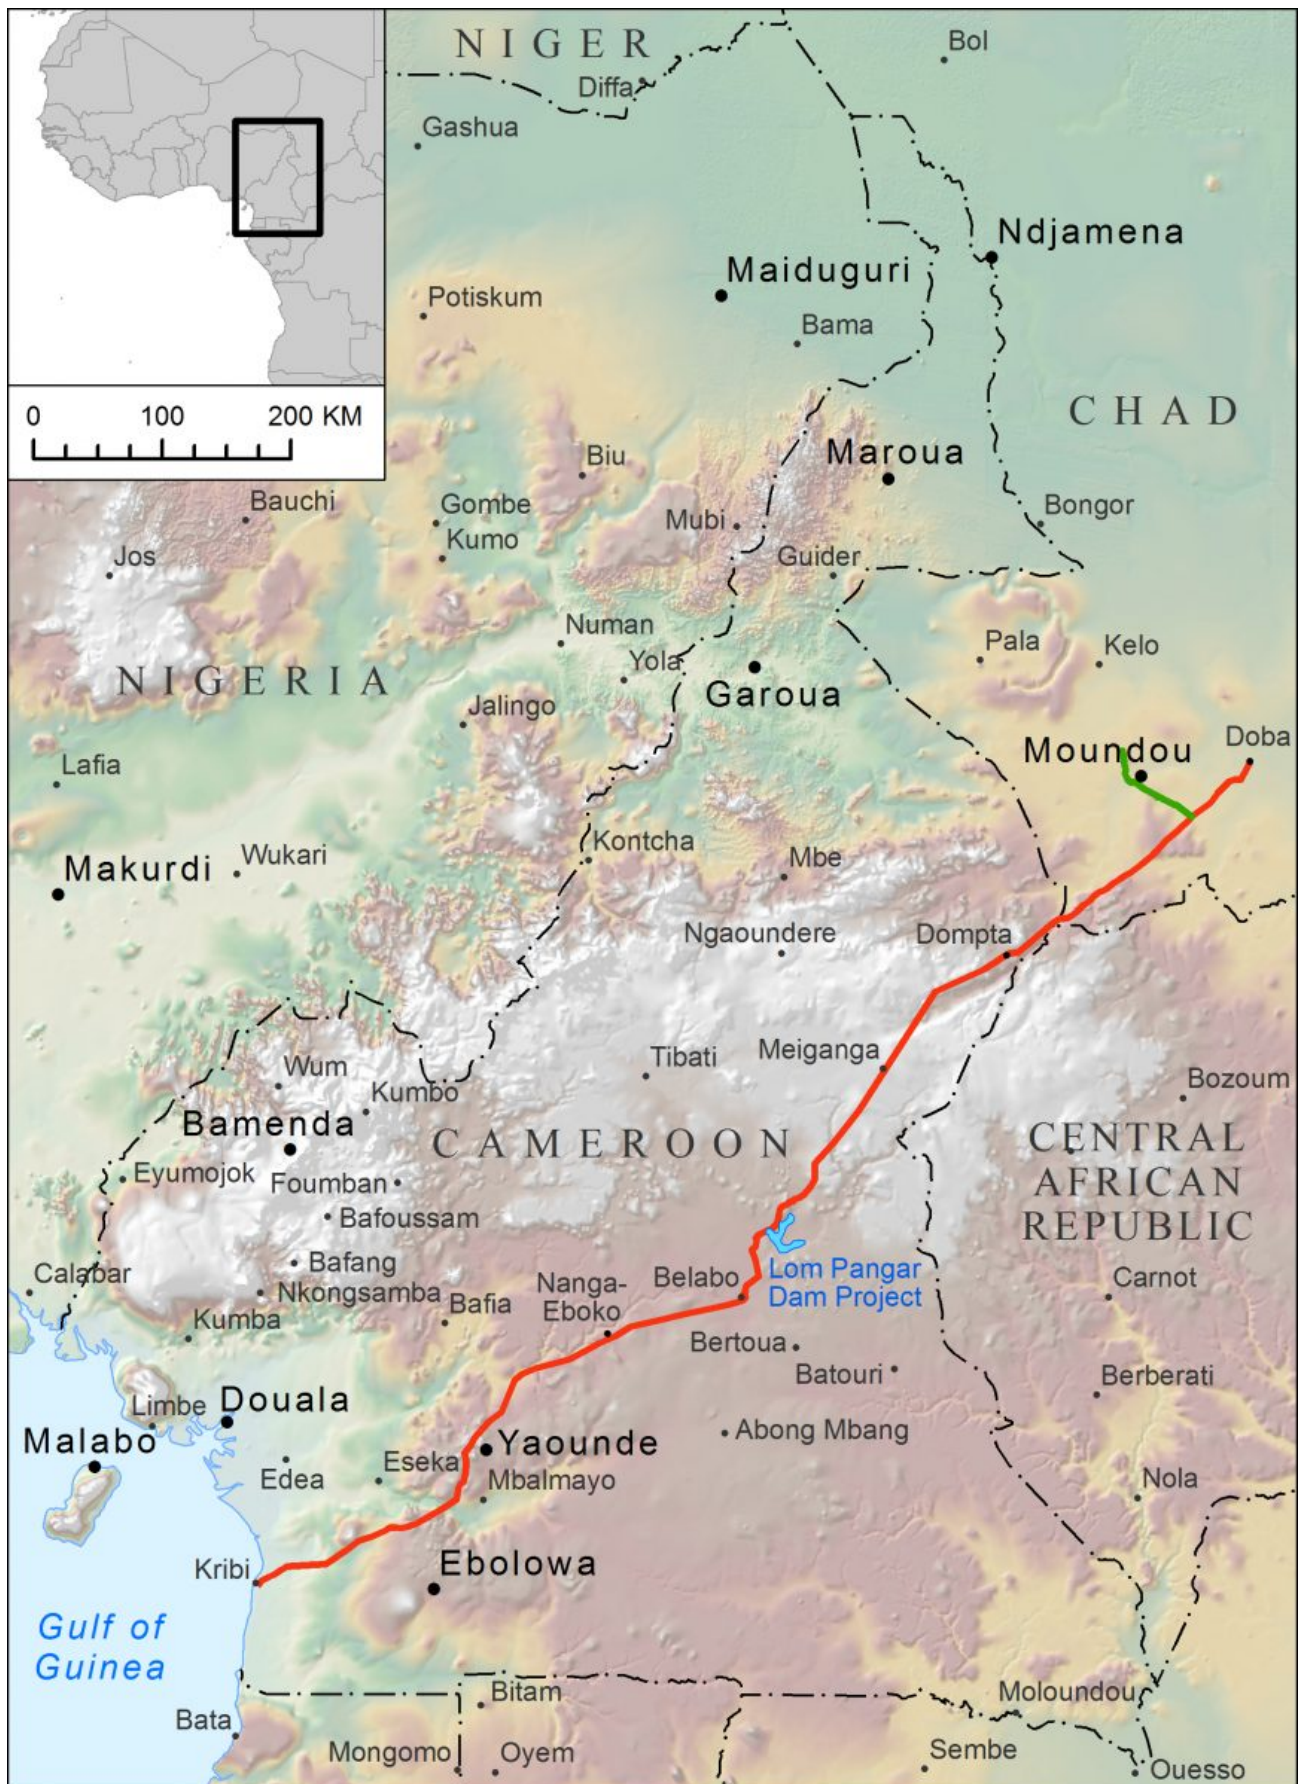 NIGER
Bol
Diffa
Gashua
Ndjamena
Maiduguri
Potiskum
Bama
0 100 200 KM
CHAD
Maroua
Biu
Bauchi
Gombe
Bongor
Mubi
Kumo
Jos
Guider
Numan
Pala
Kelo
Yola
NIGERIA
Garoua
Jalingo
Doba
Moundou
Lafia
Kontcha
Wukari
Mbe
Makurdi
Ngaoundere
Dompta
Meiganga
Tibati
Wum
Bozoum
Kumbo
Bamenda
CAMEROON
CENTRAL
AFRICAN
REPUBLIC
Eyumojok
Foumban
Bafoussam
Bafang
Calabar
Nkongsamba
Nanga-
Eboko
Belabo
Lom Pangar
Dam Project
Carnot
Bafia
Kumba
Bertoua
Batouri
Berberati
Limbe
Douala
Malabo
Yaounde
Abong Mbang
Eseka
Edea
Mbalmayo
Nola
Kribi
Ebolowa
Gulf of
Guinea
Bitam
Moloundou
Bata
Mongomo
Oyem
Sembe
Ouesso